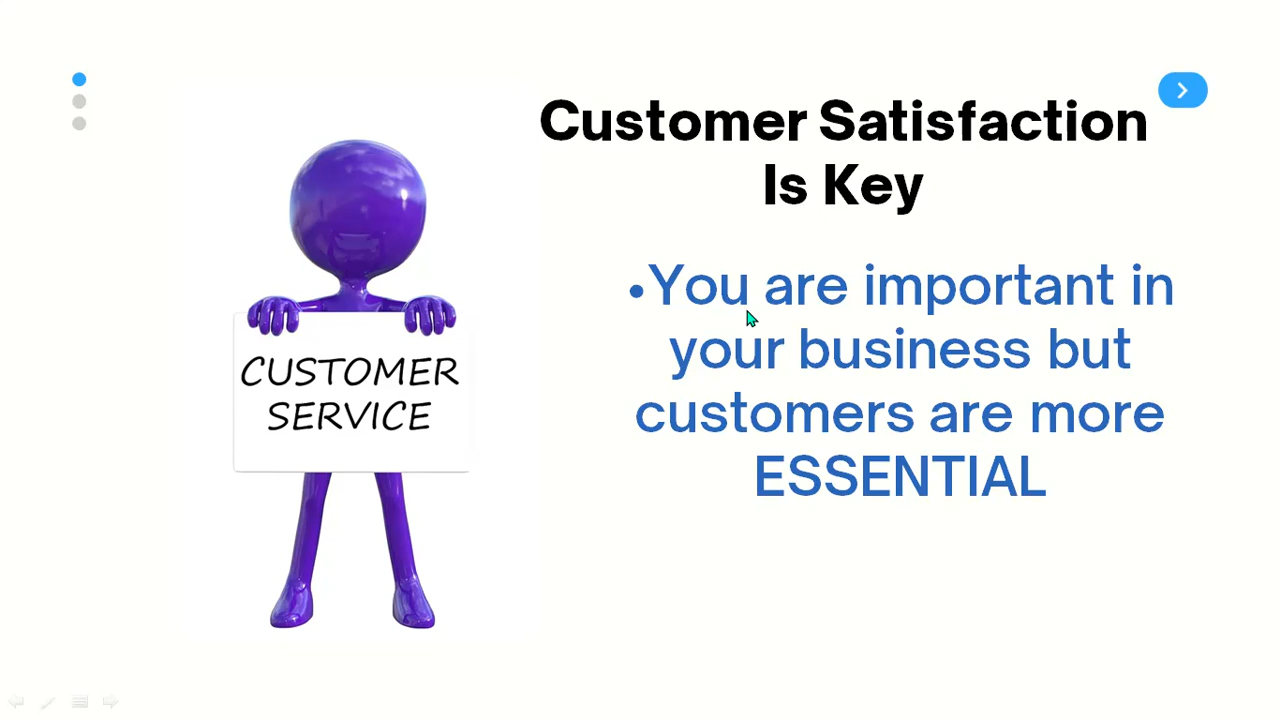 Customer Satisfaction
Is Key
•You are important in
your business but
customers are more
ESSENTIAL
CUSTOMER
SERVICE